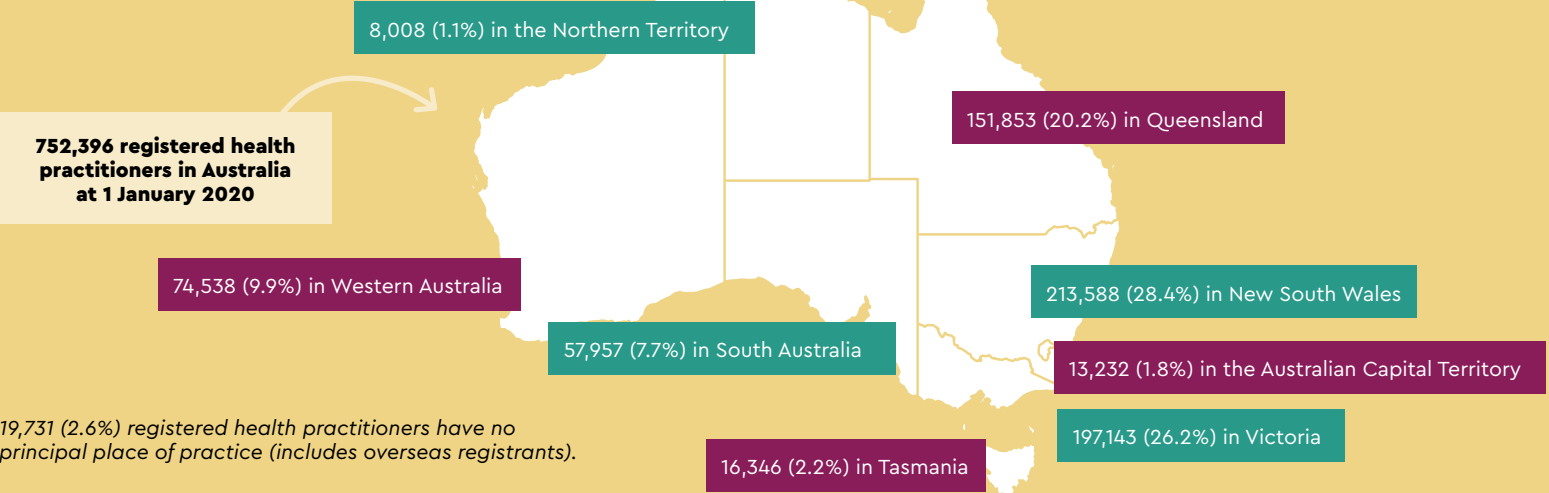 8,008 (1.1%) in the Northern Territory
151,853 (20.2%) in Queensland
752,396 registered health
practitioners in Australia
at 1 January 2020
74,538 (9.9%) in Western Australia
213,588 (28.4%) in New South Wales
57,957 (7.7%) in South Australia
13,232 (1.8%) in the Australian Capital Territory
197,143 (26.2%) in Victoria
19,731 (2.6%) registered health practitioners have no
principal place of practice (includes overseas registrants).
16,346 (2.2%) in Tasmania